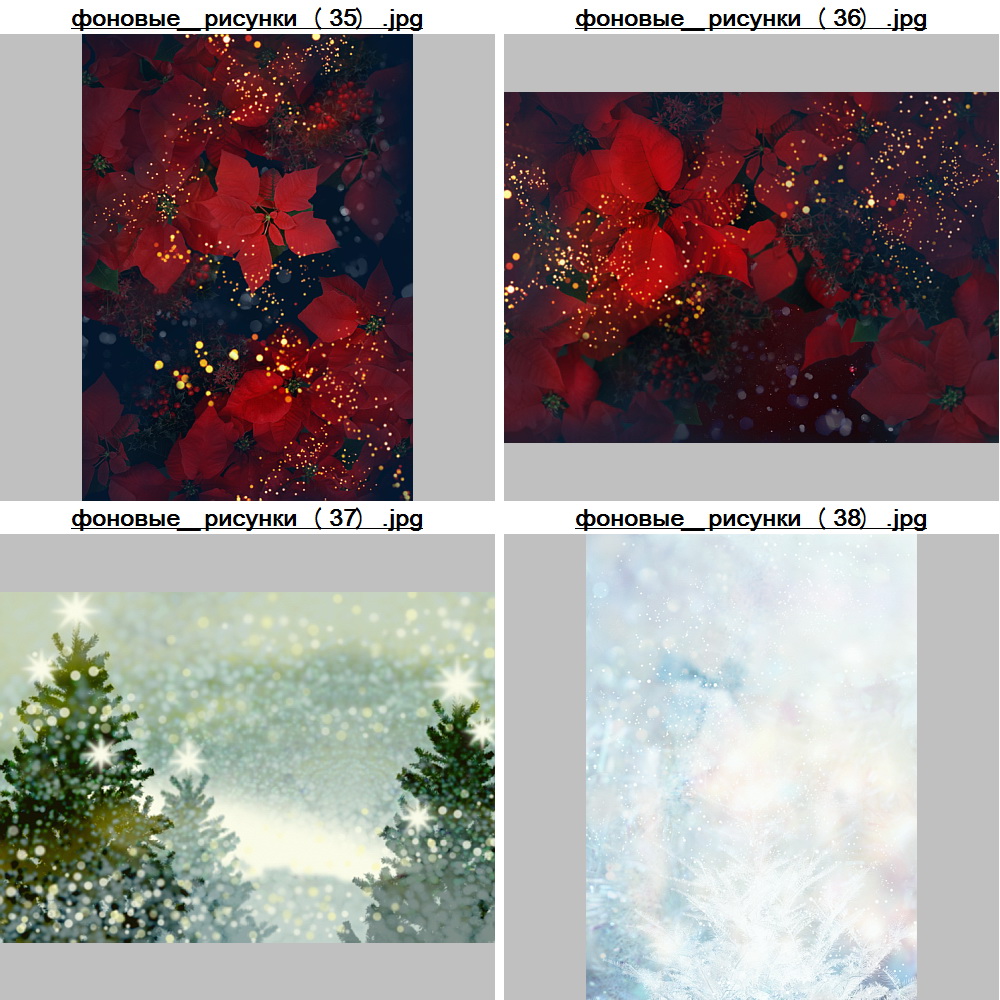 фоновые__рисунки ( 35) .jpg
фоновые__рисунки ( 36) .jpg
фоновые__рисунки ( 37) .jpg
фоновые__рисунки ( 38) .jpg